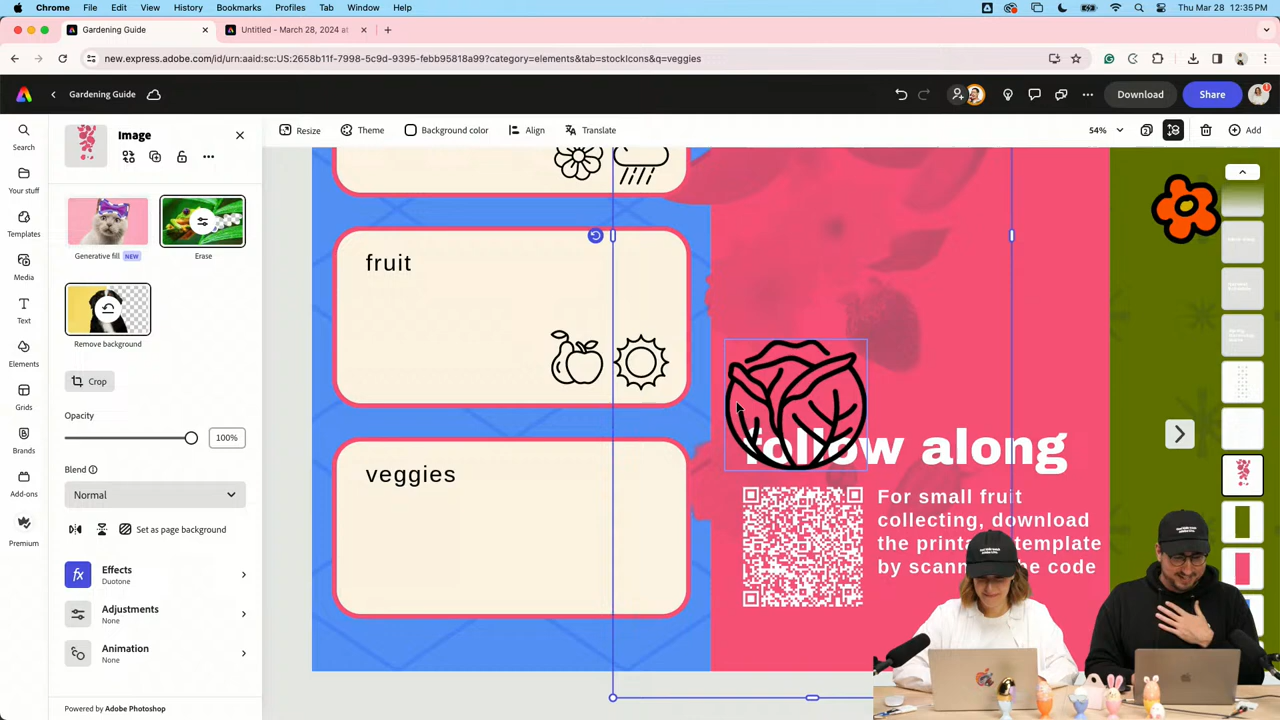 Chrome File Edit View History Bookmarks Profiles Tab Window Help
Thu Mar 28 12:35 PM
Gardening Guide
Untitled - March 28, 2024 at
new.express.adobe.com/id/urn:aaid:sc:US:2658b11f-7998-5c9d-9395-febb95818a99?category=elements&tab=stockIcons&q=veggies
Gardening Guide
Download
Share
Search
Your stuff
Templates
Media
Text
Elements
Grids
Brands
Add-ons
Premium
Image
Generative fill NEW
Erase
Remove background
Crop
Opacity
100%
Blend
Normal
Set as page background
fx
Effects
Duotone
Adjustments
None
Animation
None
Powered by Adobe Photoshop
Resize
Theme
Background color
Align
Translate
54%
2
Add
fruit
veggies
follow along
For small fruit
collecting, download
the printa template
by scann he code